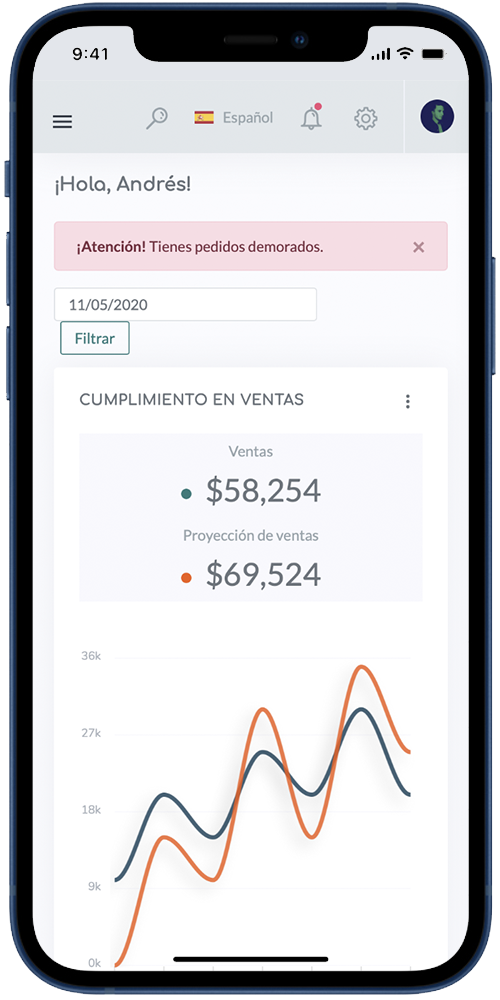 9:41
Español
¡Hola, Andrés!
¡Atención! Tienes pedidos demorados.
11/05/2020
Filtrar
CUMPLIMIENTO EN VENTAS
Ventas
$58,254
Proyección de ventas
$69,524
36k
27k
18k
9k
0k